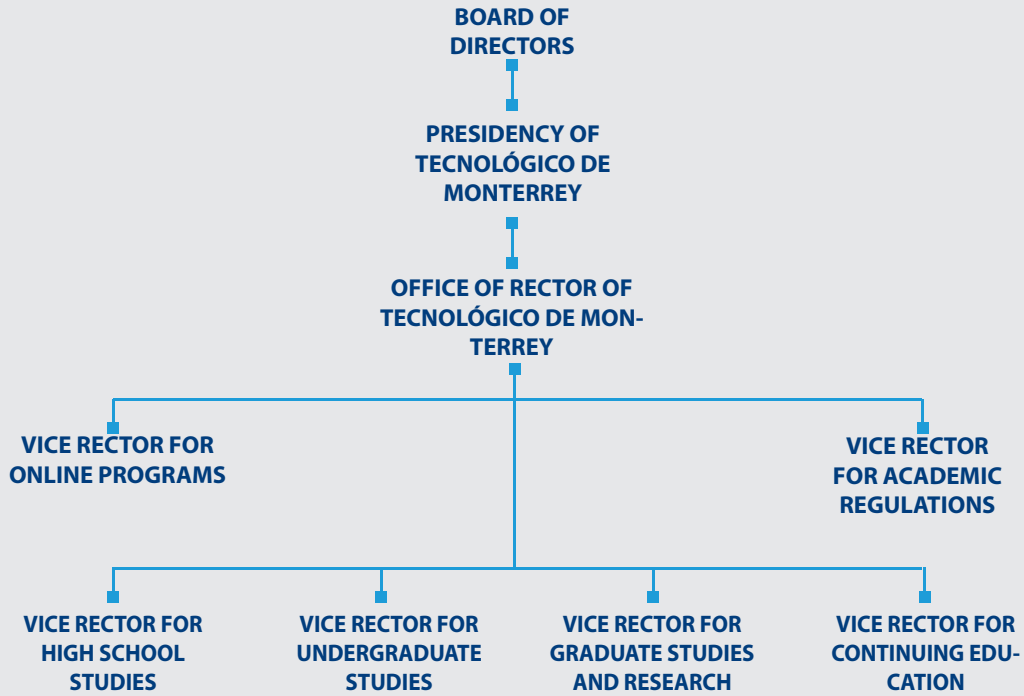 BOARD OF
DIRECTORS
PRESIDENCY OF
TECNOLÓGICO DE
MONTERREY
OFFICE OF RECTOR OF
TECNOLÓGICO DE MON-
TERREY
VICE RECTOR FOR
ONLINE PROGRAMS
VICE RECTOR
FOR ACADEMIC
REGULATIONS
VICE RECTOR FOR
HIGH SCHOOL
STUDIES
VICE RECTOR FOR
UNDERGRADUATE
STUDIES
VICE RECTOR FOR
GRADUATE STUDIES
AND RESEARCH
VICE RECTOR FOR
CONTINUING EDU-
CATION